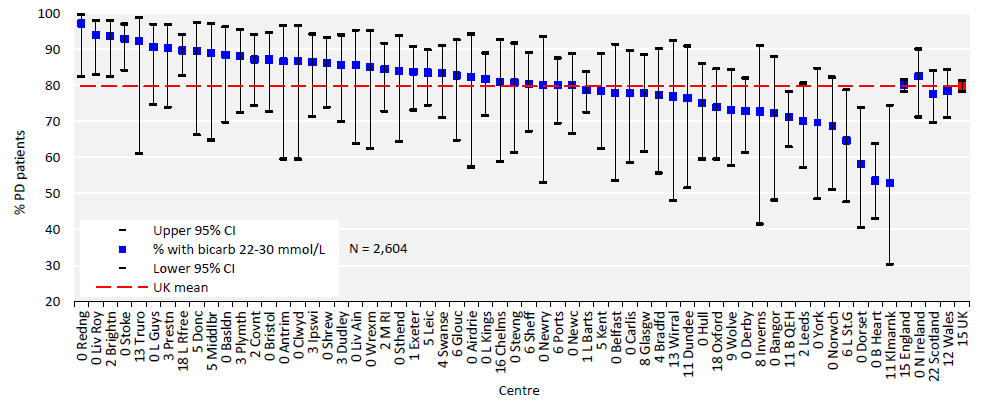 100
90
80
70
60
50
40
30
20
% PD patients
Upper 95% CI
% with bicarb 22-30 mmol/L
Lower 95% CI
UK mean
N = 2,604
0 Redng
0 Liv Roy
2 Brightn
0 Stoke
13 Truro
0 L Guys
3 Prestn
18 L Rfree
5 Donc
5 Middlbr
0 Basldn
3 Plymth
2 Covnt
0 Bristol
0 Antrim
0 Clwyd
3 Ipswi
0 Shrew
3 Dudley
0 Liv Ain
0 Wrexm
2 M RI
0 Sthend
1 Exeter
5 Leic
4 Swanse
6 Glouc
0 Airdrie
0 L Kings
16 Chelms
0 Stevng
6 Sheff
0 Newry
6 Ports
0 Newc
1 L Barts
5 Kent
0 Belfast
0 Carlis
8 Glasgw
4 Bradfd
13 Wirral
11 Dundee
0 Hull
18 Oxford
9 Wolve
0 Derby
8 Inverns
0 Bangor
11 B QEH
2 Leeds
0 York
0 Norwch
6 L St.G
0 Dorset
0 B Heart
11 Klmarnk
15 England
0 N Ireland
22 Scotland
12 Wales
15 UK
Centre